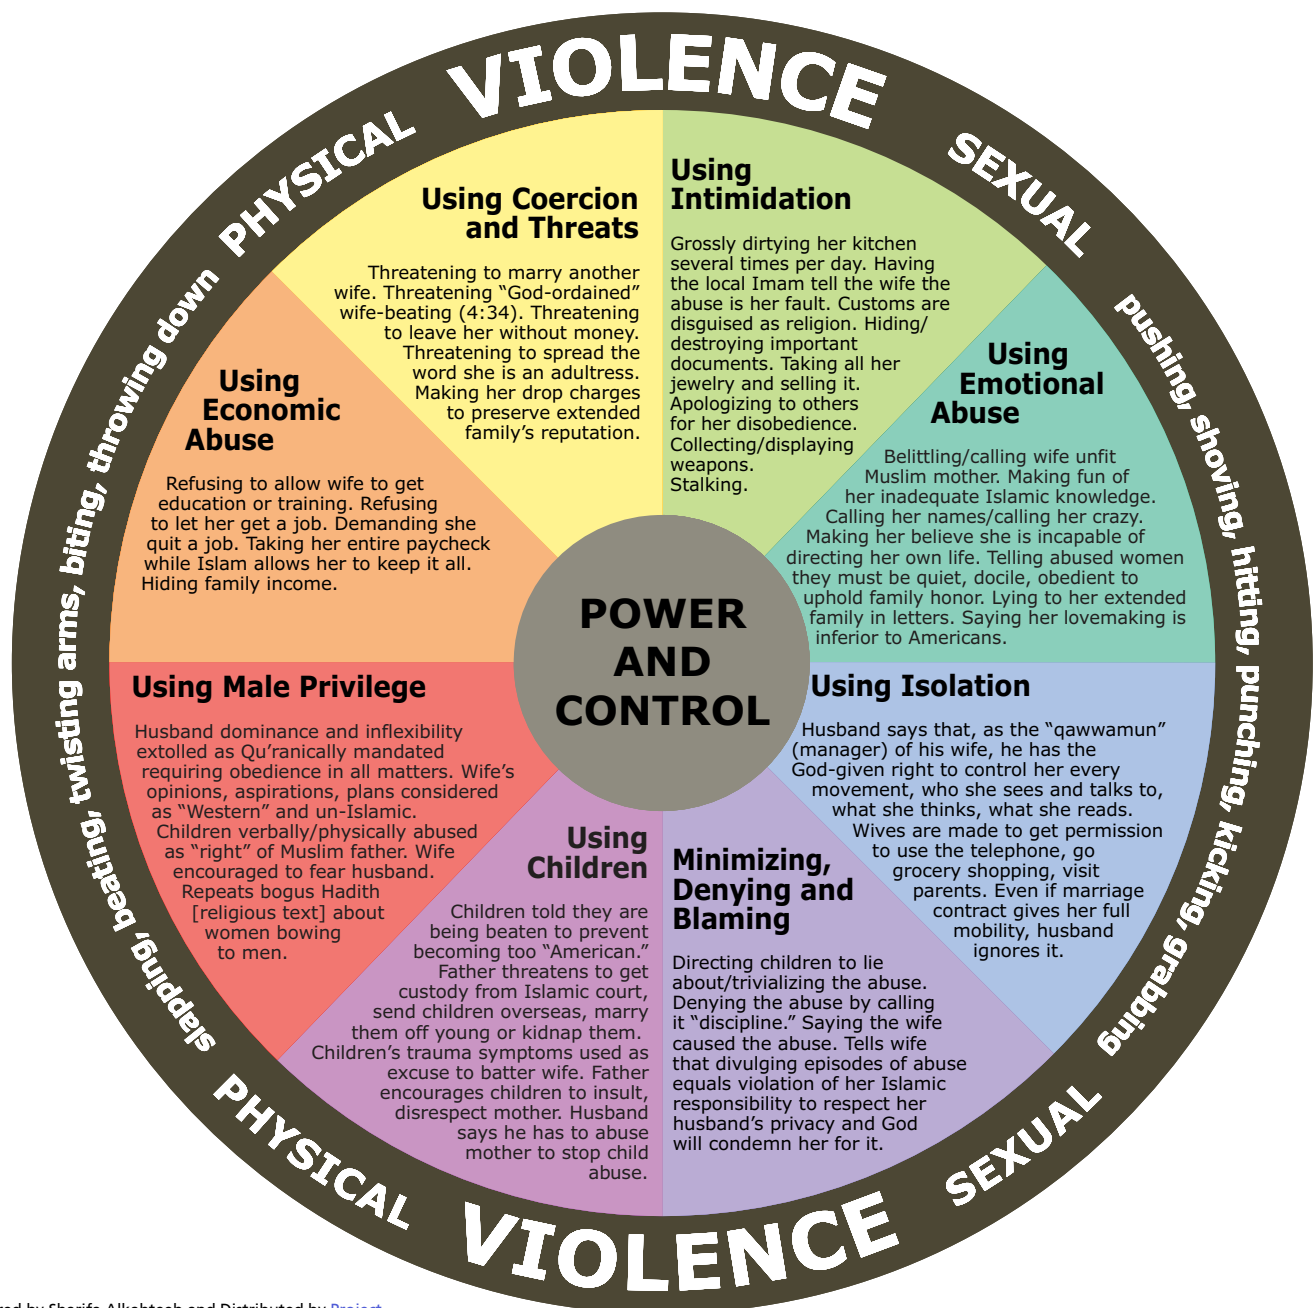 VIOLENCE
PHYSICAL
SEXUAL
Using Coercion
and Threats
Threatening to marry another
wife. Threatening “God-ordained”
wife-beating (4:34). Threatening
to leave her without money.
Threatening to spread the
word she is an adultress.
Making her drop charges
to preserve extended
family’s reputation.
Using
Intimidation
Grossly dirtying her kitchen
several times per day. Having
the local Imam tell the wife the
abuse is her fault. Customs are
disguised as religion. Hiding/
destroying important
documents. Taking all her
jewelry and selling it.
Apologizing to others
for her disobedience.
Collecting/displaying
weapons.
Stalking.
pushing, shoving, hitting, punching, kicking, grabbing
Using
Emotional
Abuse
Belittling/calling wife unfit
Muslim mother. Making fun of
her inadequate Islamic knowledge.
Calling her names/calling her crazy.
Making her believe she is incapable of
directing her own life. Telling abused women
they must be quiet, docile, obedient to
uphold family honor. Lying to her extended
family in letters. Saying her lovemaking is
inferior to Americans.
Using
Economic
Abuse
Refusing to allow wife to get
education or training. Refusing
to let her get a job. Demanding she
quit a job. Taking her entire paycheck
while Islam allows her to keep it all.
Hiding family income.
slapping, beating, twisting arms, biting, throwing down
POWER
AND
CONTROL
Using Male Privilege
Husband dominance and inflexibility
extolled as Qu’ranically mandated
requiring obedience in all matters. Wife’s
opinions, aspirations, plans considered
as “Western” and un-Islamic.
Children verbally/physically abused
as “right” of Muslim father. Wife
encouraged to fear husband.
Repeats bogus Hadith
[religious text] about
women bowing
to men.
Using Isolation
Husband says that, as the “qawwamun”
(manager) of his wife, he has the
God-given right to control her every
movement, who she sees and talks to,
what she thinks, what she reads.
Wives are made to get permission
to use the telephone, go
grocery shopping, visit
parents. Even if marriage
contract gives her full
mobility, husband
ignores it.
Using
Children
Children told they are
being beaten to prevent
becoming too “American.”
Father threatens to get
custody from Islamic court,
send children overseas, marry
them off young or kidnap them.
Children’s trauma symptoms used as
excuse to batter wife. Father
encourages children to insult,
disrespect mother. Husband
says he has to abuse
mother to stop child
abuse.
Minimizing,
Denying and
Blaming
Directing children to lie
about/trivializing the abuse.
Denying the abuse by calling
it “discipline.” Saying the wife
caused the abuse. Tells wife
that divulging episodes of abuse
equals violation of her Islamic
responsibility to respect her
husband’s privacy and God
will condemn her for it.
PHYSICAL
SEXUAL
VIOLENCE
by Sharifa Alkhateeb and Distributed by Project